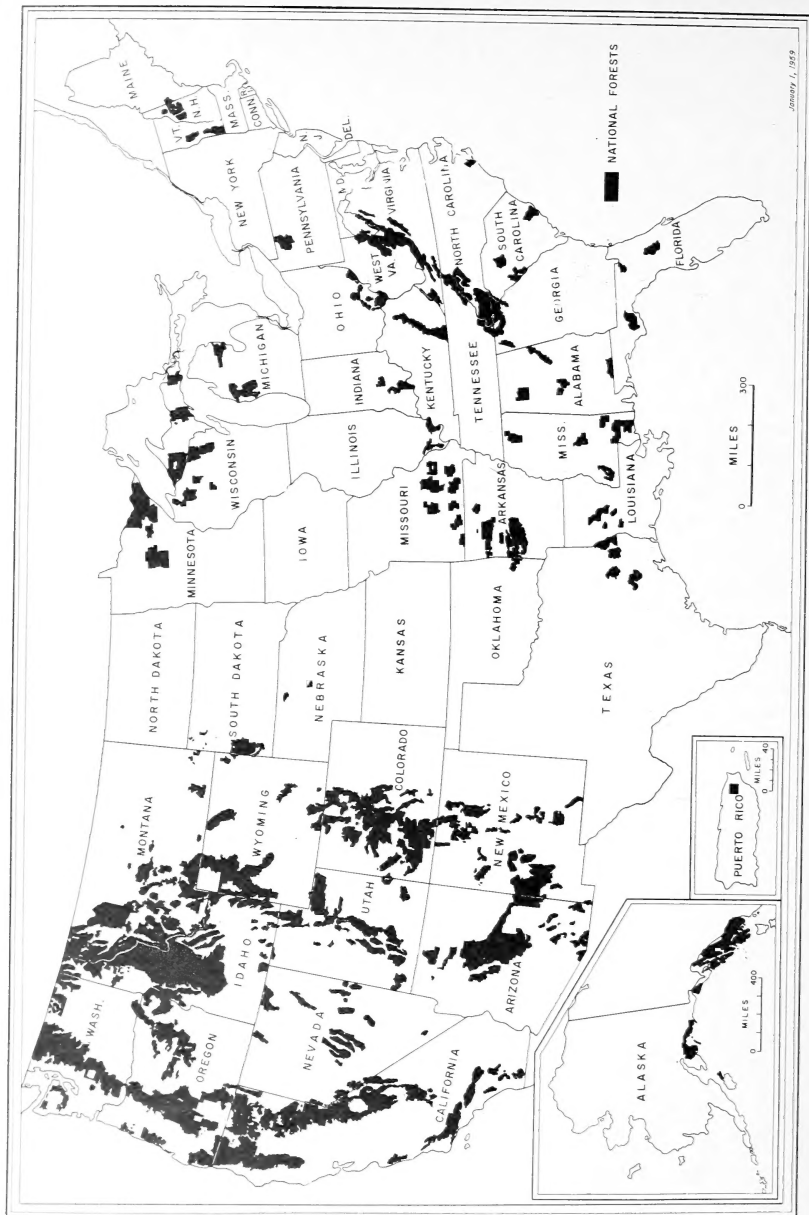 WASH.
OREGON
CALIFORNIA
NEVADA
IDAHO
MONTANA
WYOMING
UTAH
ARIZONA
COLORADO
NEW MEXICO
NORTH DAKOTA
SOUTH DAKOTA
NEBRASKA
KANSAS
OKLAHOMA
TEXAS
MINNESOTA
IOWA
MISSOURI
ARKANSAS
LOUISIANA
WISCONSIN
ILLINOIS
MICHIGAN
INDIANA
OHIO
KENTUCKY
TENNESSEE
MISS.
ALABAMA
GEORGIA
FLORIDA
SOUTH
CAROLINA
NORTH CAROLINA
VIRGINIA
WEST
VA.
PENNSYLVANIA
NEW YORK
MD.
DEL.
N
J
CONN
R
MASS.
VT.
N.H.
MAINE
ALASKA
0 400
MILES
PUERTO RICO
0 40
MILES
0 300
MILES
NATIONAL FORESTS
January 1, 1959